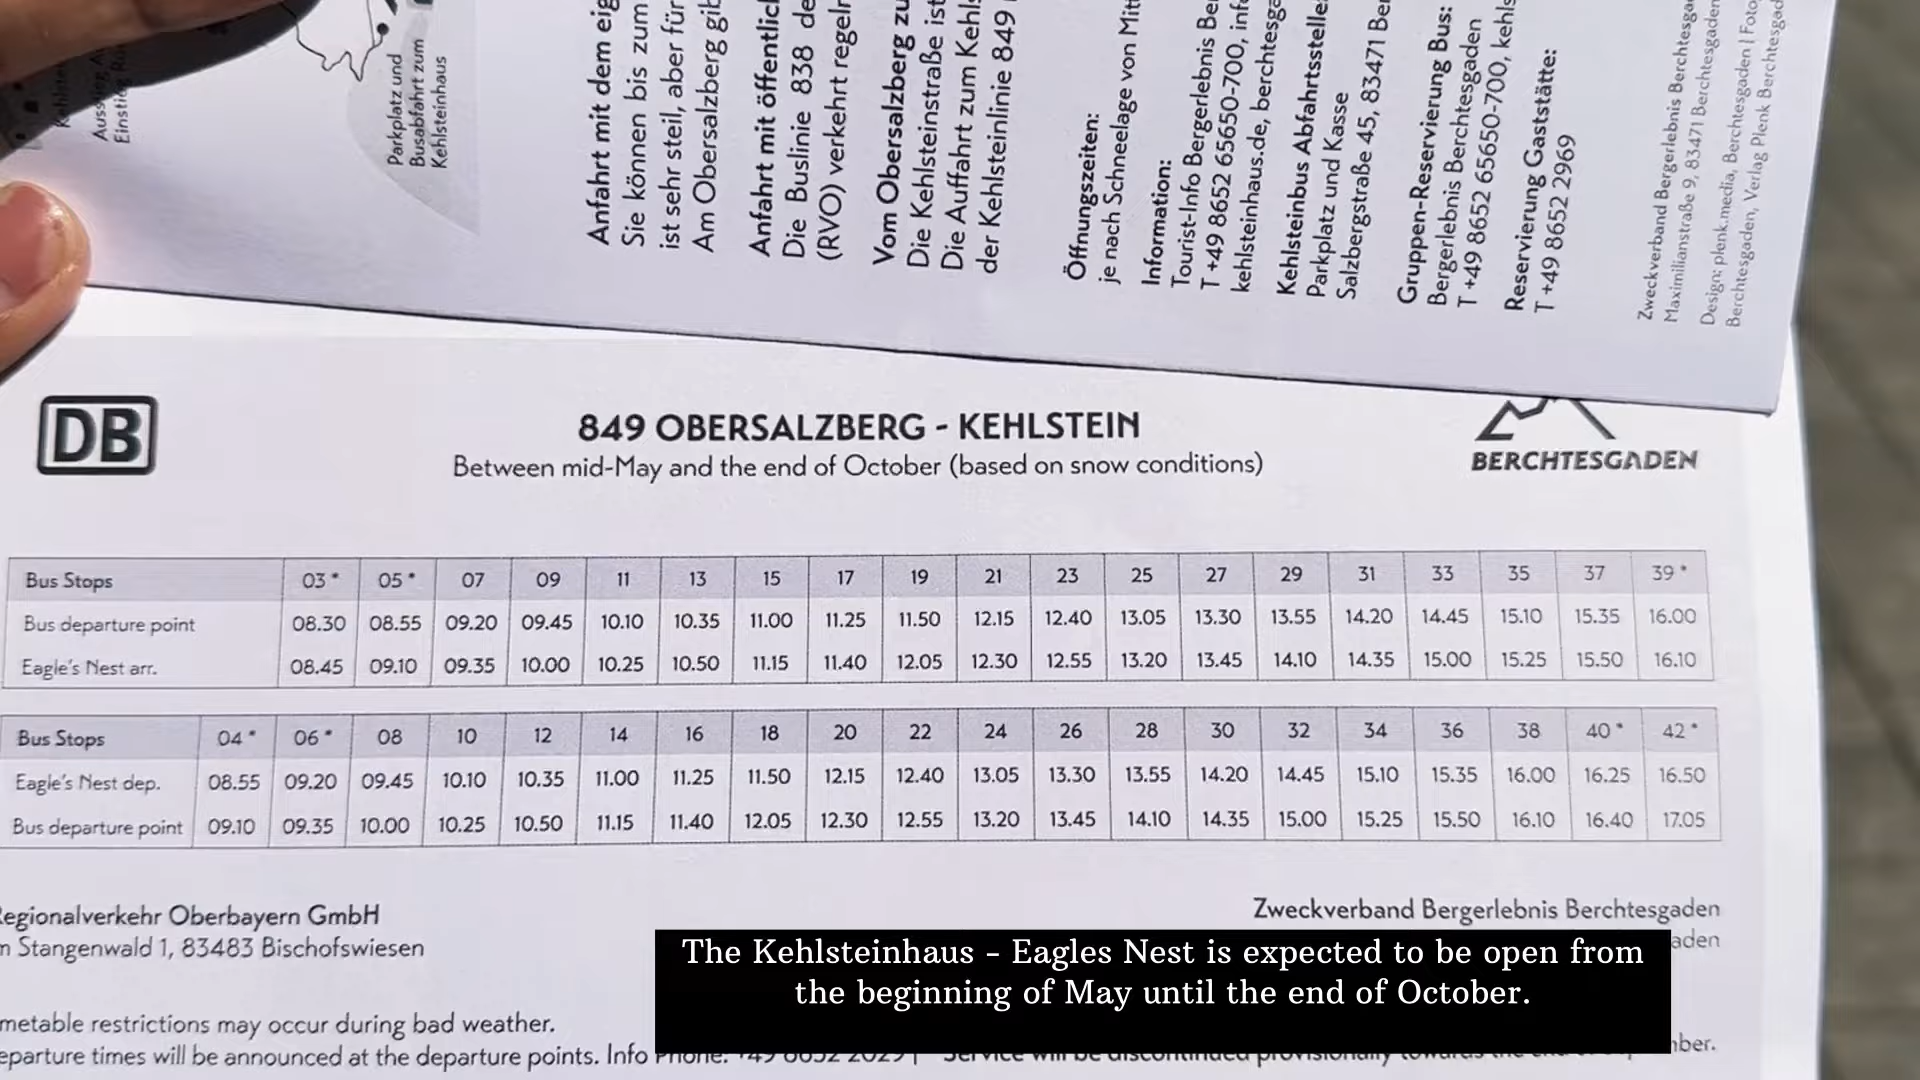 Parkplatz und
Busabfahrt zum
Kehlsteinhaus
Anfahrt mit dem
Sie können bis zum
ist sehr steil, aber für
Am Obersalzberg
Anfahrt mit
Die Buslinie 838
(RVO) verkehrt
Vom Obersalzberg
Die Kehlsteinstraße ist
Die Auffahrt zum
der Kehlsteinlinie 849
Öffnungszeiten:
je nach Schneelage von
Information:
Tourist-Info Bergerlebnis
T +49 8652 65650-700,
kehlsteinhaus.de,
Kehlsteinbus Abfahrtsstelle
Parkplatz und Kasse
Salzbergstraße 45, 83471
Gruppen-Reservierung Bus:
Bergerlebnis Berchtesgaden
T +49 8652 65650-700,
Reservierung Gaststätte:
T +49 8652 2969
Zweckverband Bergerlebnis
Maximilianstraße 9, 83471 Berchtesgaden
Design: plenk.media, Berchtesgaden | Foto
Berchtesgaden, Verlag Plenk
DB
849 OBERSALZBERG - KEHLSTEIN
Between mid-May and the end of October (based on snow conditions)
BERCHTESGADEN
Bus Stops 03* 05* 07 09 11 13 15 17 19 21 23 25 27 29 31 33 35 37 39*
Bus departure point 08.30 08.55 09.20 09.45 10.10 10.35 11.00 11.25 11.50 12.15 12.40 13.05 13.30 13.55 14.20 14.45 15.10 15.35 16.00
Eagle's Nest arr. 08.45 09.10 09.35 10.00 10.25 10.50 11.15 11.40 12.05 12.30 12.55 13.20 13.45 14.10 14.35 15.00 15.25 15.50 16.10
Bus Stops 04* 06* 08 10 12 14 16 18 20 22 24 26 28 30 32 34 36 38 40* 42*
Eagle's Nest dep. 08.55 09.20 09.45 10.10 10.35 11.00 11.25 11.50 12.15 12.40 13.05 13.30 13.55 14.20 14.45 15.10 15.35 16.00 16.25 16.50
Bus departure point 09.10 09.35 10.00 10.25 10.50 11.15 11.40 12.05 12.30 12.55 13.20 13.45 14.10 14.35 15.00 15.25 15.50 16.10 16.40 17.05
egionalverkehr Oberbayern GmbH
Zweckverband Bergerlebnis Berchtesgaden
Stangenwald 1, 83483 Bischofswiesen
aden
The Kehlsteinhaus - Eagles Nest is expected to be open from
the beginning of May until the end of October.
metable restrictions may occur during bad weather.
eparture times will be announced at the departure points. Info
mber.